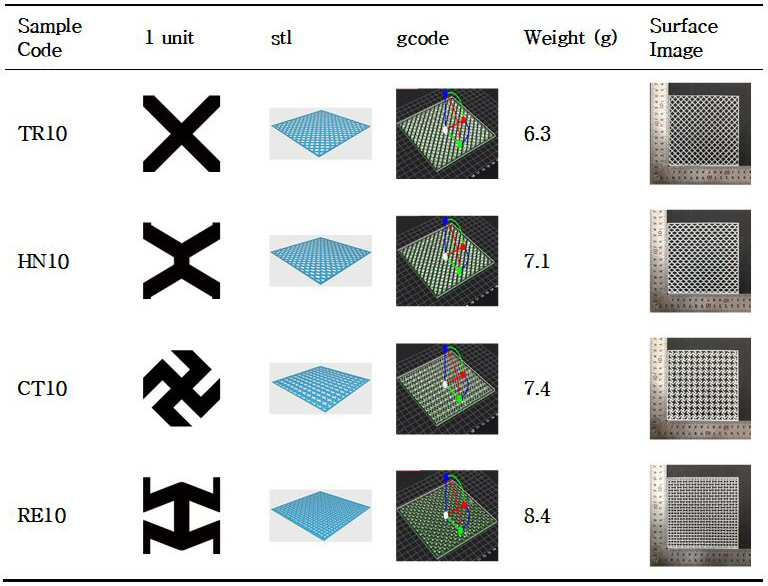 Sample Code
1 unit
stl
gcode
Weight (g)
Surface Image
TR10
6.3
HN10
7.1
CT10
7.4
RE10
8.4